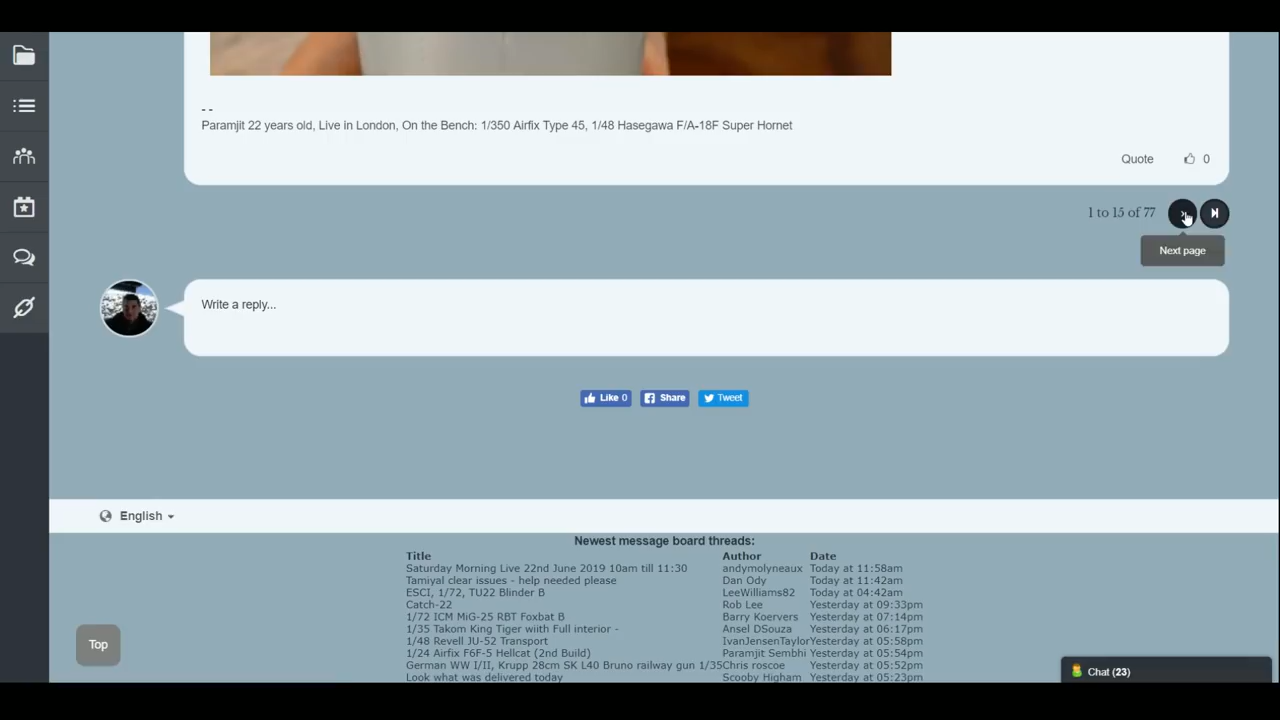 - -
Paramjit 22 years old, Live in London, On the Bench: 1/350 Airfix Type 45, 1/48 Hasegawa F/A-18F Super Hornet
Quote 0
1 to 15 of 77
Next page
Write a reply...
Like 0 Share Tweet
English
Newest message board threads:
Title Author Date
Saturday Morning Live 22nd June 2019 10am till 11:30 andymolyneaux Today at 11:58am
Tamiyal clear issues - help needed please Dan Ody Today at 11:42am
ESCI, 1/72, TU22 Blinder B LeeWilliams82 Today at 04:42am
Catch-22 Rob Lee Yesterday at 09:33pm
1/72 ICM MiG-25 RBT Foxbat B Barry Koervers Yesterday at 07:14pm
1/35 Takom King Tiger wiith Full interior - Ansel DSouza Yesterday at 06:17pm
1/48 Revell JU-52 Transport IvanJensenTaylor Yesterday at 05:58pm
1/24 Airfix F6F-5 Hellcat (2nd Build) Paramjit Sembhi Yesterday at 05:54pm
German WW I/II, Krupp 28cm SK L40 Bruno railway gun 1/35 Chris roscoe Yesterday at 05:52pm
Look what was delivered today Scooby Higham Yesterday at 05:23pm
Top
Chat (23)